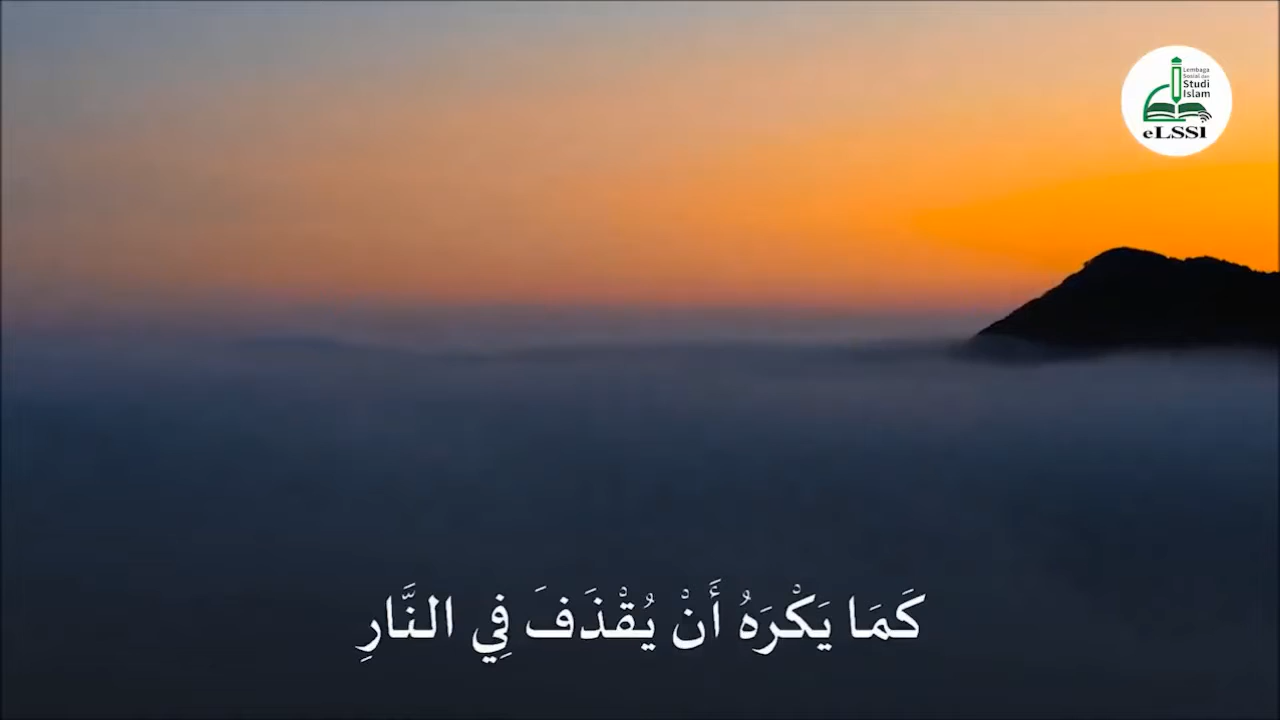 Lembaga
Sosial dan
Studi
Islam
eLSSI
كَمَا يَكْرَهُ أَنْ يُقْذَفَ فِي النَّارِ